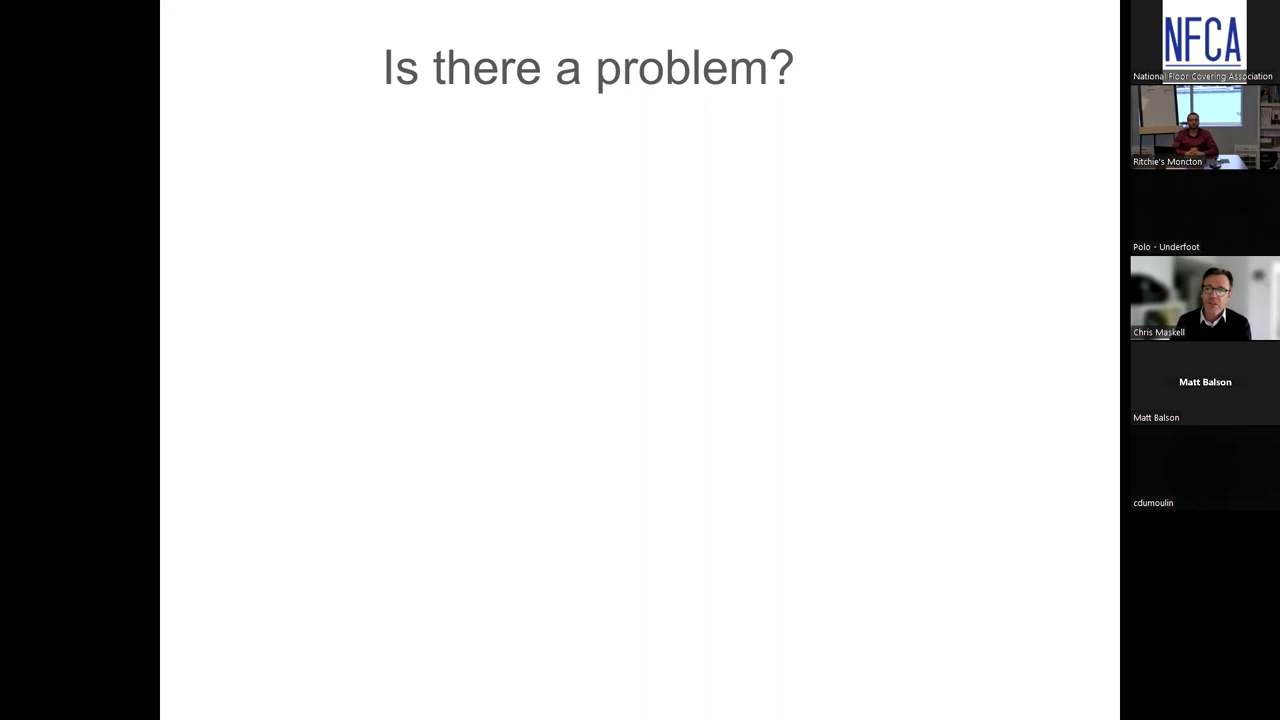 Is there a problem?
NFCA
National Floor Covering Association
Ritchie's Moncton
Polo - Underfoot
Chris Maskell
Matt Balson
Matt Balson
cdumoulin